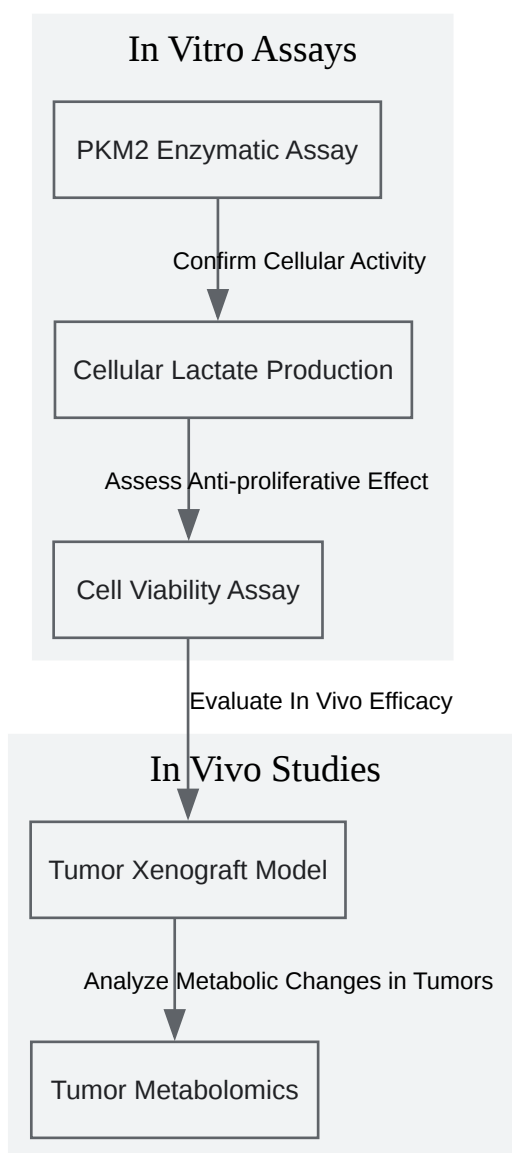 In Vitro Assays
PKM2 Enzymatic Assay
Confirm Cellular Activity
Cellular Lactate Production
Assess Anti-proliferative Effect
Cell Viability Assay
Evaluate In Vivo Efficacy
In Vivo Studies
Tumor Xenograft Model
Analyze Metabolic Changes in Tumors
Tumor Metabolomics